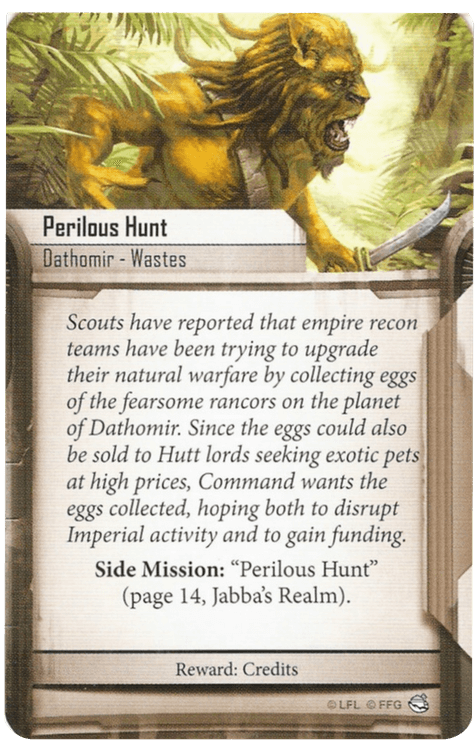 Perilous Hunt
Dathomir - Wastes
Scouts have reported that empire recon
teams have been trying to upgrade
their natural warfare by collecting eggs
of the fearsome rancors on the planet
of Dathomir. Since the eggs could also
be sold to Hutt lords seeking exotic pets
at high prices, Command wants the
eggs collected, hoping both to disrupt
Imperial activity and to gain funding.
Side Mission: “Perilous Hunt”
(page 14, Jabba’s Realm).
Reward: Credits
© LFL © FFG